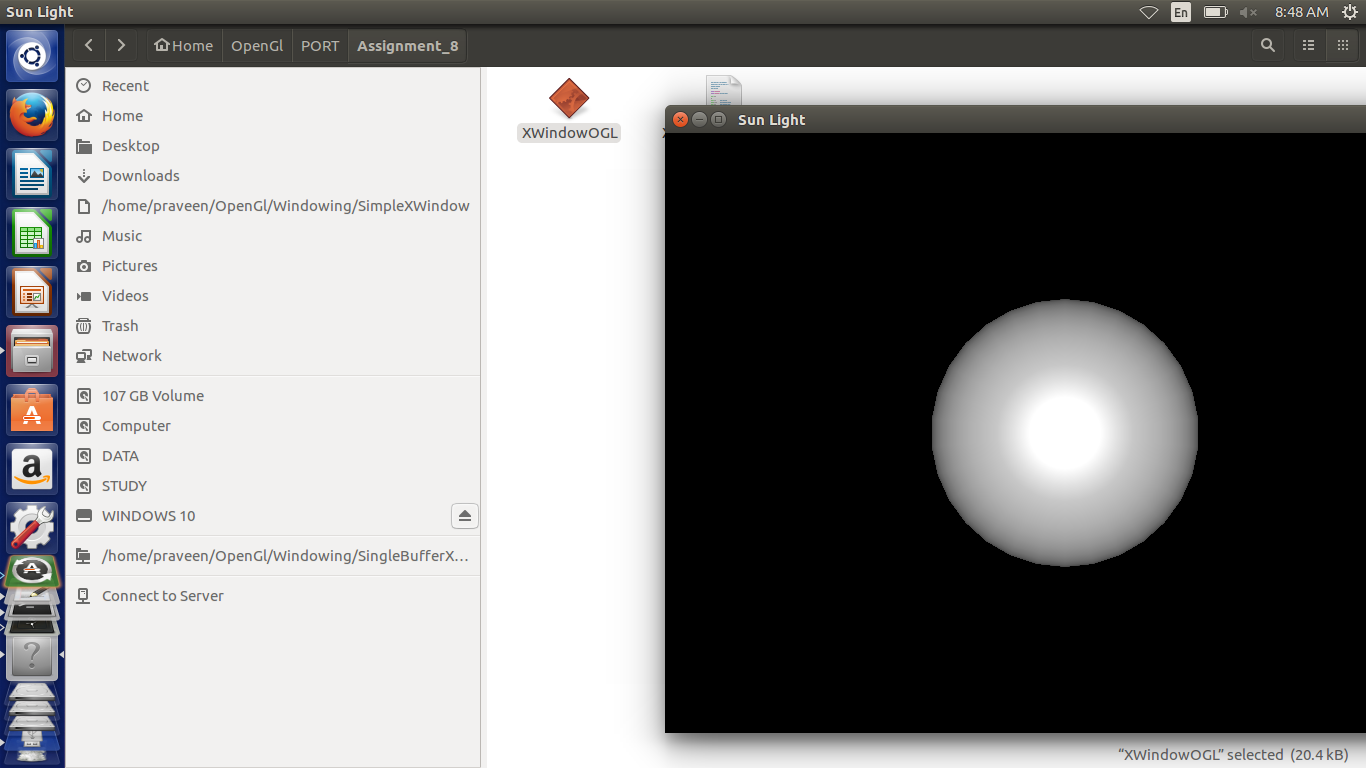 Sun Light
En
8:48 AM
Home
OpenGl
PORT
Assignment_8
Recent
Home
Desktop
Downloads
/home/praveen/OpenGl/Windowing/SimpleXWindow
Music
Pictures
Videos
Trash
Network
107 GB Volume
Computer
DATA
STUDY
WINDOWS 10
/home/praveen/OpenGl/Windowing/SingleBufferX…
Connect to Server
XWindowOGL
Sun Light
“XWindowOGL” selected (20.4 kB)